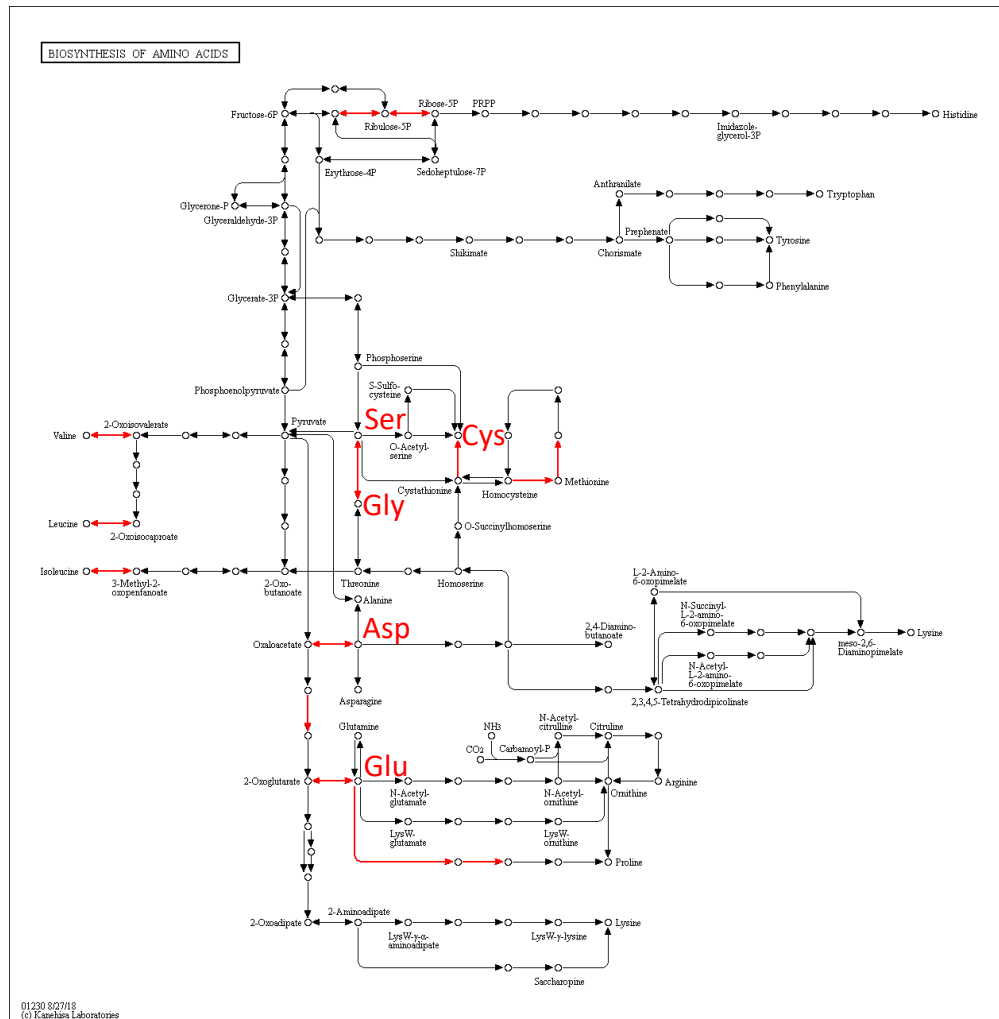 BIOSYNTHESIS OF AMINO ACIDS
Fructose-6P
Ribulose-5P
Ribose-5P
PRPP
Imidazole-
glycerol-3P
Histidine
Erythrose-4P
Sedoheptulose-7P
Glycerone-P
Glyceraldehyde-3P
Anthranilate
Tryptophan
Shikimate
Chorismate
Prephenate
Tyrosine
Phenylalanine
Glycerate-3P
Phosphoserine
Phosphoenolpyruvate
S-Sulfo-
cysteine
Pyruvate
Ser
O-Acetyl-
serine
Cys
Valine
2-Oxoisovalerate
Cystathionine
Homocysteine
Methionine
Gly
Leucine
2-Oxoisocaproate
O-Succinylhomoserine
Isoleucine
3-Methyl-2-
oxopentanoate
2-Oxo-
butanoate
Threonine
Homoserine
Alanine
L-2-Amino-
6-oxopimelate
Asp
Oxaloacetate
2,4-Diamino-
butanoate
N-Succinyl-
L-2-amino-
6-oxopimelate
Lysine
meso-2,6-
Diaminopimelate
N-Acetyl-
L-2-amino-
6-oxopimelate
Asparagine
2,3,4,5-Tetrahydrodipicolinate
Glutamine
NH3
N-Acetyl-
citrulline
Citruline
CO2
Carbamoyl-P
Glu
2-Oxoglutarate
N-Acetyl-
glutamate
N-Acetyl-
ornithine
Ornithine
Arginine
LysW-
glutamate
LysW-
ornithine
Proline
2-Oxoadipate
2-Aminoadipate
LysW-γ-α-
aminoadipate
LysW-γ-lysine
Lysine
Saccharopine
01230 8/27/18
(c) Kanehisa Laboratories